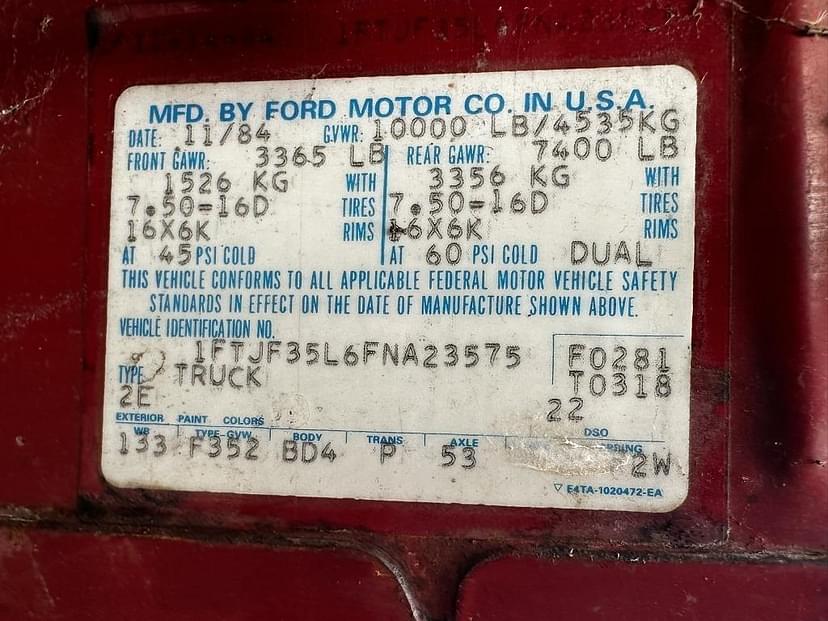 MFD. BY FORD MOTOR CO. IN U.S.A.
DATE: 11/84 GVWR: 10000 LB/4535KG
FRONT GAWR: 3365 LB REAR GAWR: 7400 LB
1526 KG WITH 3356 KG WITH
7.50-16D TIRES 7.50-16D TIRES
16X6K RIMS 16X6K RIMS
AT 45 PSI COLD AT 60 PSI COLD DUAL
THIS VEHICLE CONFORMS TO ALL APPLICABLE FEDERAL MOTOR VEHICLE SAFETY
STANDARDS IN EFFECT ON THE DATE OF MANUFACTURE SHOWN ABOVE.
VEHICLE IDENTIFICATION NO.
1FTJF35L6FNA23575 F0281
TYPE TRUCK T0318
2E 22
EXTERIOR PAINT COLORS DSO
WB TYPE-GVW BODY TRANS AXLE
133 F352 BD4 P 53 2W
▽ E4TA-1020472-EA